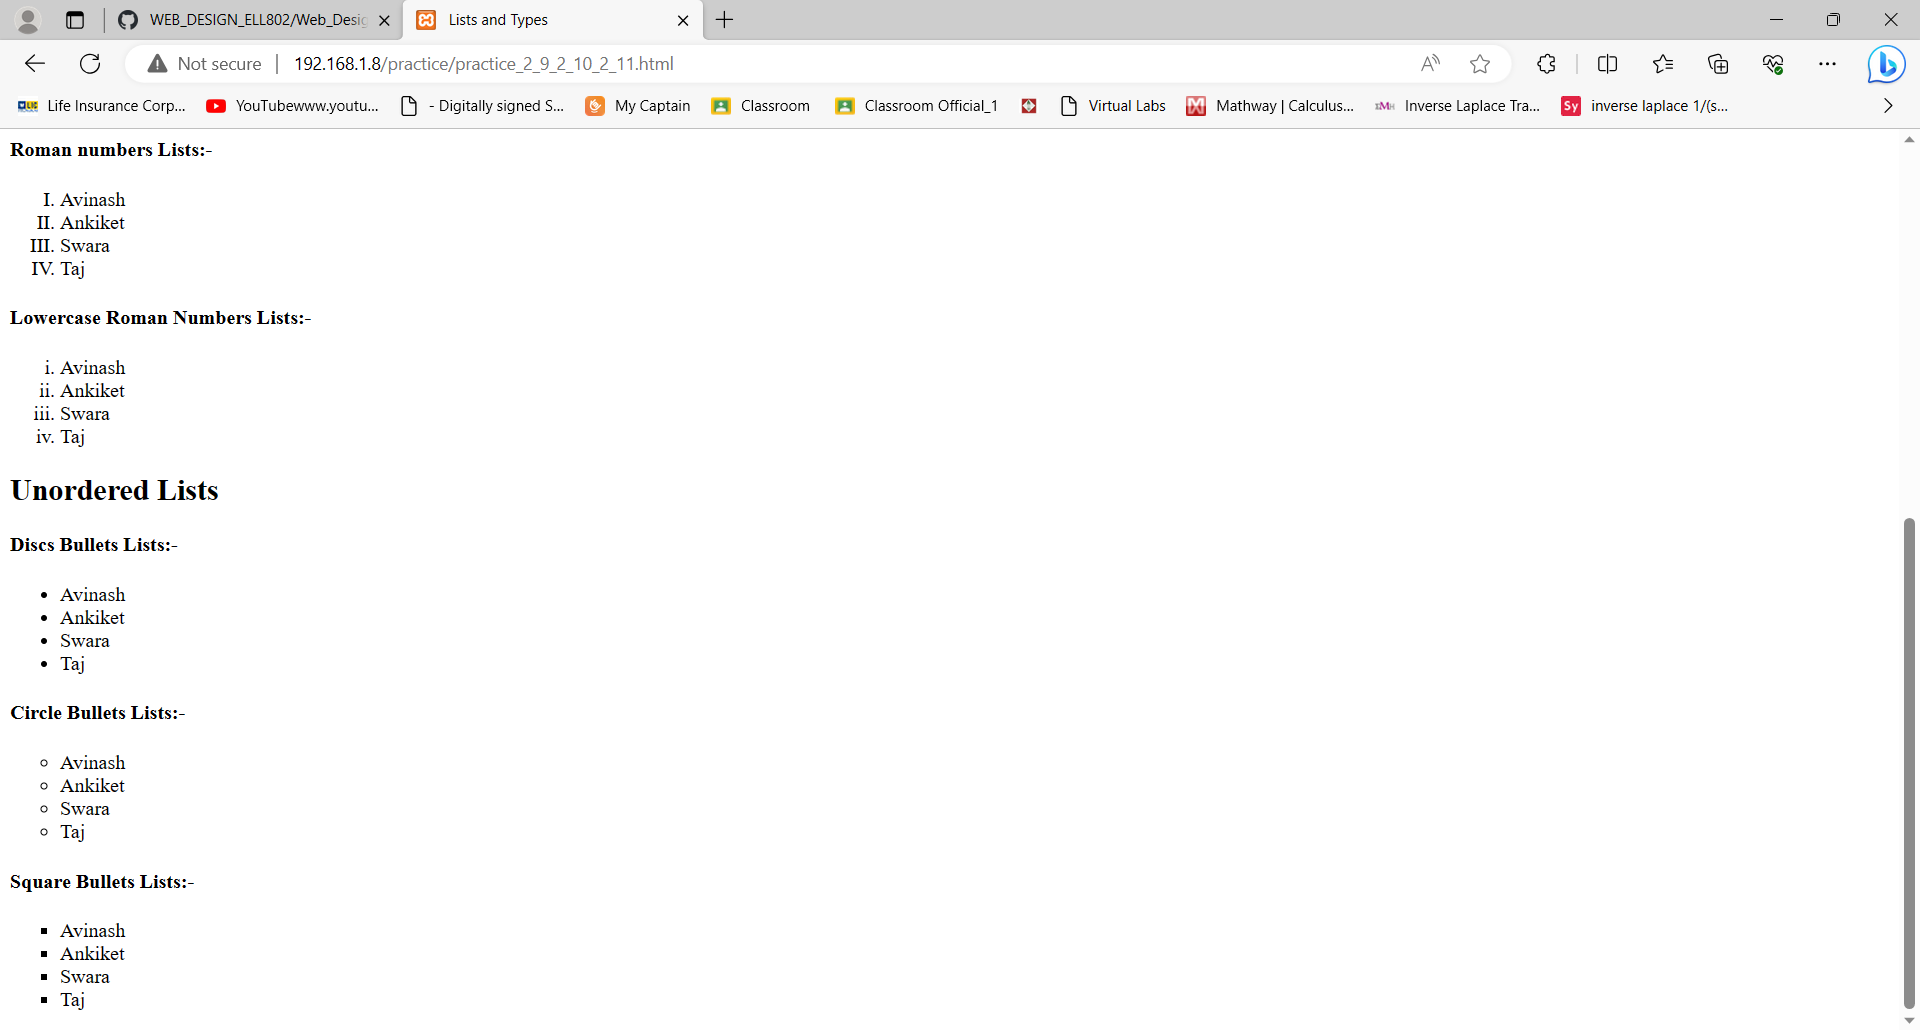 WEB_DESIGN_ELL802/Web_Desig
Lists and Types
Not secure
192.168.1.8/practice/practice_2_9_2_10_2_11.html
LIC Life Insurance Corp...
YouTubewww.youtu...
- Digitally signed S...
My Captain
Classroom
Classroom Official_1
Virtual Labs
Mathway | Calculus...
Inverse Laplace Tra...
Sy inverse laplace 1/(s...
Roman numbers Lists:-
I. Avinash
II. Ankiket
III. Swara
IV. Taj
Lowercase Roman Numbers Lists:-
i. Avinash
ii. Ankiket
iii. Swara
iv. Taj
Unordered Lists
Discs Bullets Lists:-
• Avinash
• Ankiket
• Swara
• Taj
Circle Bullets Lists:-
◦ Avinash
◦ Ankiket
◦ Swara
◦ Taj
Square Bullets Lists:-
▪ Avinash
▪ Ankiket
▪ Swara
▪ Taj